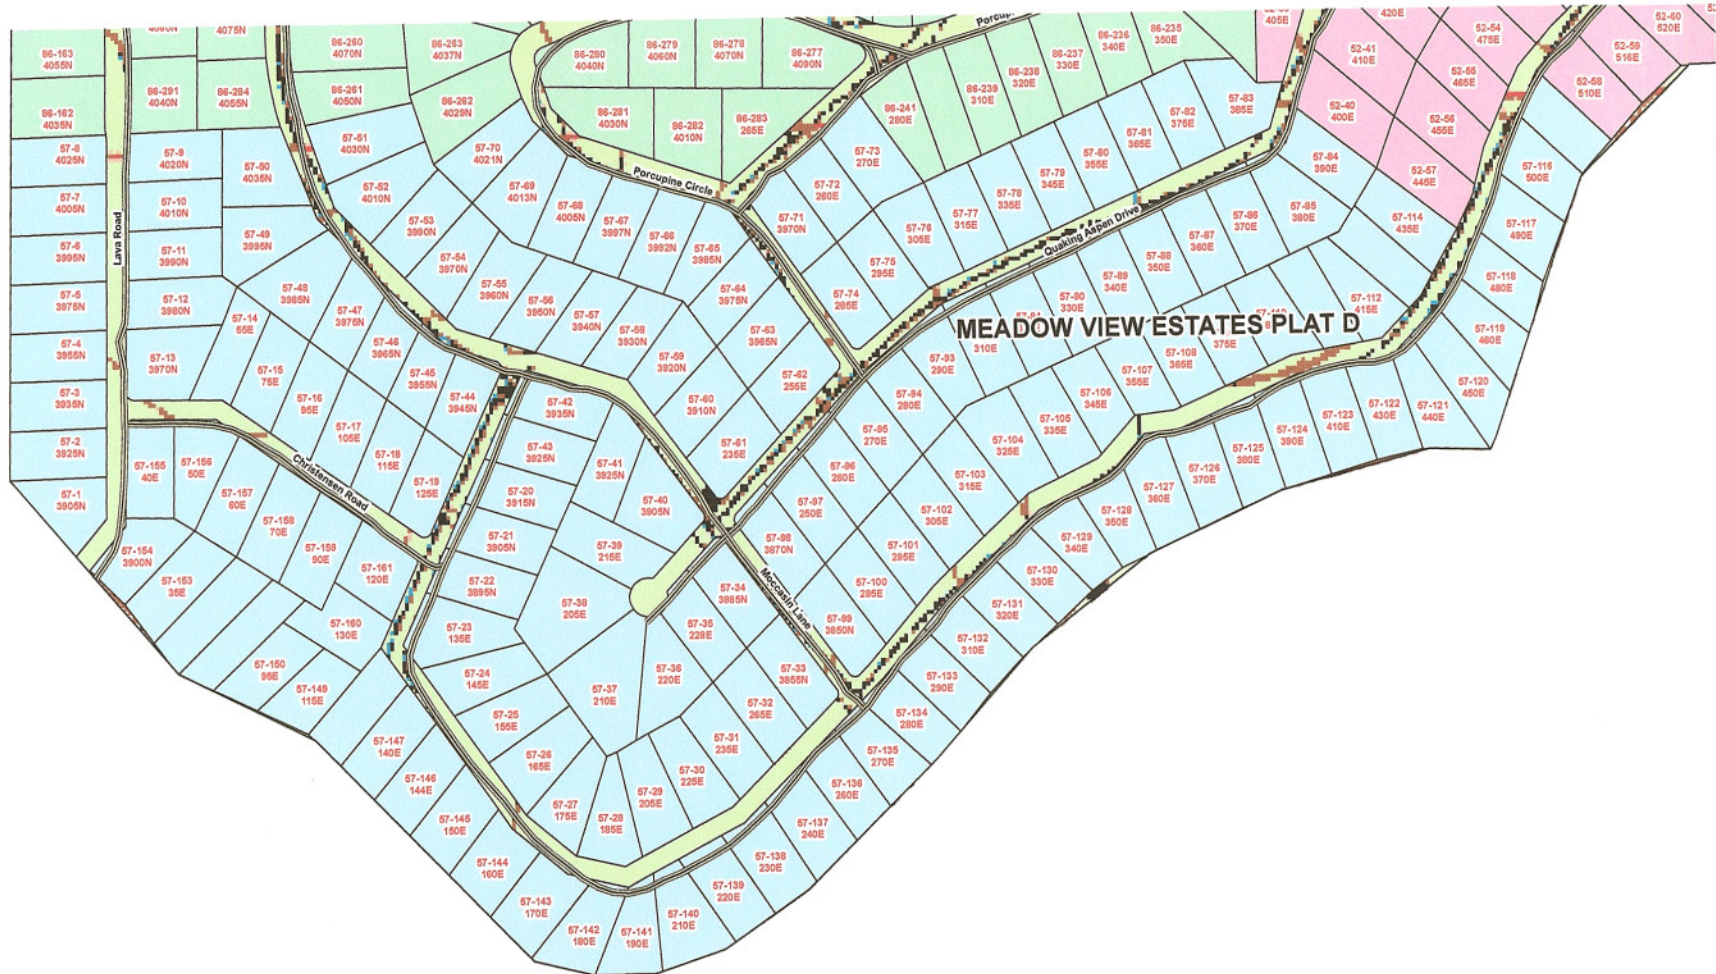 86-163
4055N
4080N
4075N
86-260
4070N
86-263
4037N
86-280
4040N
86-279
4060N
86-278
4070N
86-277
4090N
86-236
340E
86-235
350E
405E
420E
52-54
475E
52-60
520E
52-59
516E
86-162
4035N
86-291
4040N
86-284
4055N
86-261
4050N
86-262
4029N
86-281
4030N
86-282
4010N
86-283
265E
86-241
280E
86-239
310E
86-238
320E
86-237
330E
52-41
410E
52-55
465E
52-58
510E
52-40
400E
52-56
455E
52-57
445E
57-8
4025N
57-9
4020N
57-50
4035N
57-51
4030N
57-70
4021N
57-73
270E
57-80
355E
57-81
365E
57-82
375E
57-83
385E
57-84
390E
57-116
500E
57-7
4005N
57-10
4010N
57-52
4010N
57-69
4013N
Porcupine Circle
57-72
260E
57-78
335E
57-79
345E
57-85
380E
57-6
3995N
Lava Road
57-11
3990N
57-49
3995N
57-53
3990N
57-68
4005N
57-67
3997N
57-66
3992N
57-65
3985N
57-71
3970N
57-76
305E
57-77
315E
Quaking Aspen Drive
57-87
360E
57-86
370E
57-114
435E
57-117
490E
57-5
3975N
57-12
3980N
57-48
3985N
57-54
3970N
57-55
3960N
57-56
3950N
57-64
3975N
57-75
295E
57-74
285E
57-90
330E
57-89
340E
57-88
350E
57-118
480E
57-4
3955N
57-13
3970N
57-14
55E
57-47
3975N
57-46
3965N
57-57
3940N
57-58
3930N
57-63
3965N
310E
MEADOW VIEW ESTATES PLAT D
375E
57-112
415E
57-119
460E
57-3
3935N
57-15
75E
57-16
95E
57-45
3955N
57-44
3945N
57-59
3920N
57-62
255E
57-93
290E
57-107
355E
57-108
365E
57-120
450E
57-2
3925N
57-17
105E
57-42
3935N
57-60
3910N
57-94
280E
57-106
345E
57-105
335E
57-124
390E
57-123
410E
57-122
430E
57-121
440E
57-1
3905N
57-155
40E
57-156
50E
57-157
60E
Christensen Road
57-18
115E
57-19
125E
57-43
3925N
57-41
3925N
57-61
235E
57-95
270E
57-96
260E
57-104
325E
57-103
315E
57-127
360E
57-126
370E
57-125
380E
57-158
70E
57-20
3915N
57-40
3905N
57-97
250E
57-102
305E
57-128
350E
57-154
3900N
57-159
90E
57-21
3905N
57-39
215E
57-98
3870N
57-101
295E
57-129
340E
57-153
35E
57-161
120E
57-22
3895N
57-34
3885N
Moccasin Lane
57-100
285E
57-130
330E
57-160
130E
57-23
135E
57-38
205E
57-35
228E
57-99
3850N
57-131
320E
57-150
95E
57-149
115E
57-24
145E
57-37
210E
57-36
220E
57-33
3855N
57-132
310E
57-25
155E
57-32
265E
57-133
290E
57-147
140E
57-26
165E
57-31
235E
57-134
280E
57-146
144E
57-30
225E
57-135
270E
57-145
150E
57-27
175E
57-28
185E
57-29
205E
57-136
260E
57-144
160E
57-137
240E
57-143
170E
57-138
230E
57-142
180E
57-141
190E
57-140
210E
57-139
220E